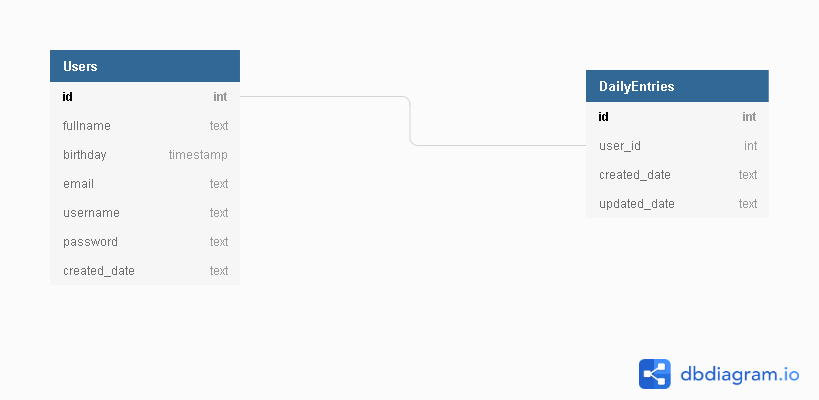 Users
id int
fullname text
birthday timestamp
email text
username text
password text
created_date text
DailyEntries
id int
user_id int
created_date text
updated_date text
dbdiagram.io